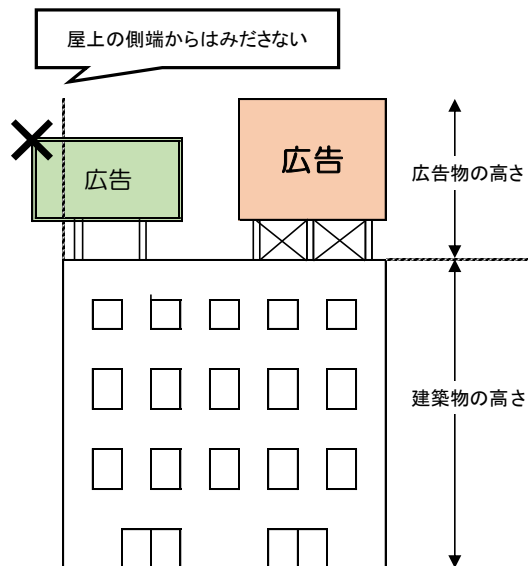 屋上の側端からはみださない
広告
広告
広告物の高さ
建築物の高さ